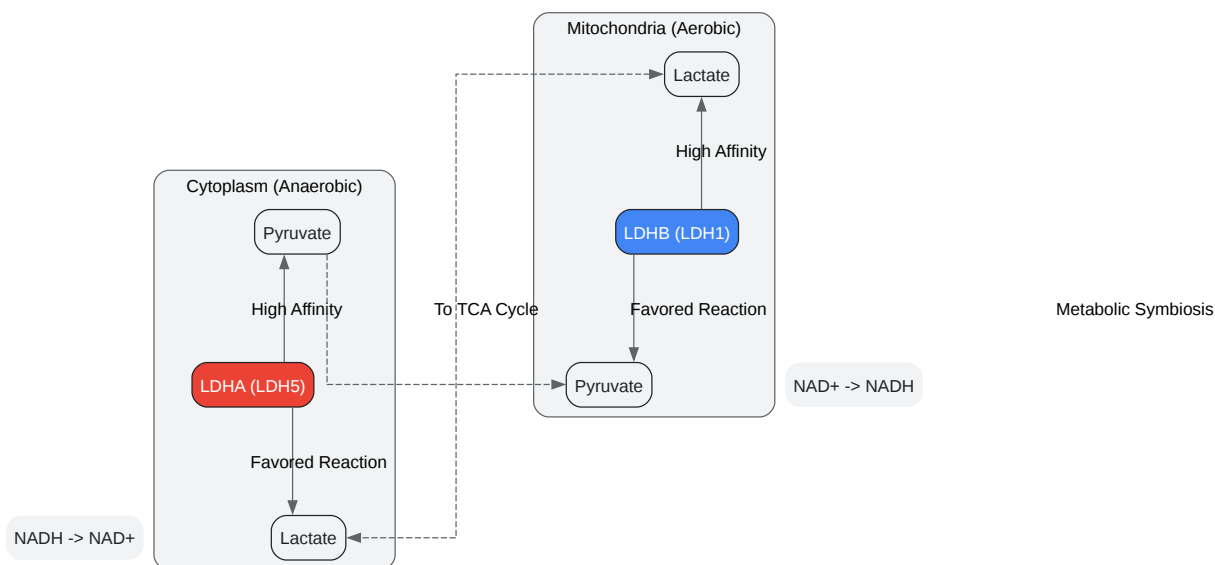 Mitochondria (Aerobic)
Lactate
High Affinity
Cytoplasm (Anaerobic)
Pyruvate
LDHB (LDH1)
High Affinity
To TCA Cycle
Favored Reaction
Metabolic Symbiosis
LDHA (LDH5)
Pyruvate
NAD+ -> NADH
Favored Reaction
NADH -> NAD+
Lactate